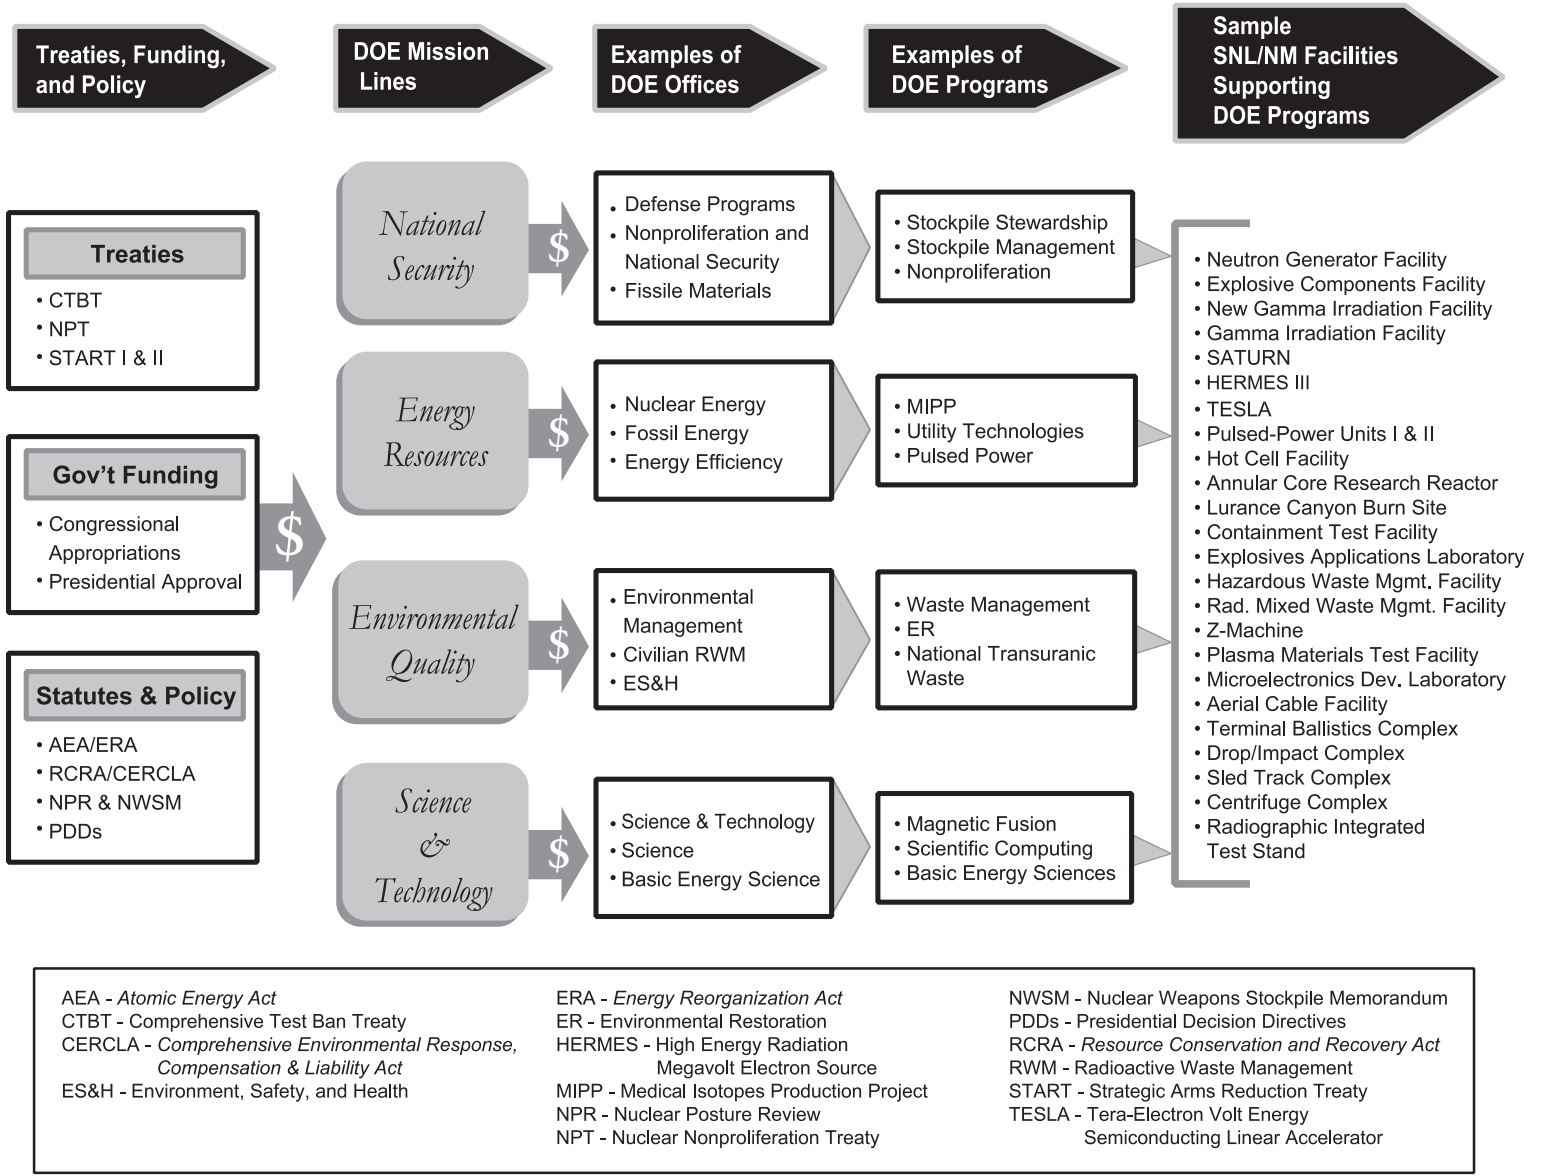 Treaties, Funding,
and Policy
DOE Mission
Lines
Examples of
DOE Offices
Examples of
DOE Programs
Sample
SNL/NM Facilities
Supporting
DOE Programs
Treaties
• CTBT
• NPT
• START I & II
Gov't Funding
• Congressional
Appropriations
• Presidential Approval
Statutes & Policy
• AEA/ERA
• RCRA/CERCLA
• NPR & NWSM
• PDDs
$
National
Security
$
• Defense Programs
• Nonproliferation and
National Security
• Fissile Materials
• Stockpile Stewardship
• Stockpile Management
• Nonproliferation
Energy
Resources
$
• Nuclear Energy
• Fossil Energy
• Energy Efficiency
• MIPP
• Utility Technologies
• Pulsed Power
Environmental
Quality
$
• Environmental
Management
• Civilian RWM
• ES&H
• Waste Management
• ER
• National Transuranic
Waste
Science
&
Technology
$
• Science & Technology
• Science
• Basic Energy Science
• Magnetic Fusion
• Scientific Computing
• Basic Energy Sciences
• Neutron Generator Facility
• Explosive Components Facility
• New Gamma Irradiation Facility
• Gamma Irradiation Facility
• SATURN
• HERMES III
• TESLA
• Pulsed-Power Units I & II
• Hot Cell Facility
• Annular Core Research Reactor
• Lurance Canyon Burn Site
• Containment Test Facility
• Explosives Applications Laboratory
• Hazardous Waste Mgmt. Facility
• Rad. Mixed Waste Mgmt. Facility
• Z-Machine
• Plasma Materials Test Facility
• Microelectronics Dev. Laboratory
• Aerial Cable Facility
• Terminal Ballistics Complex
• Drop/Impact Complex
• Sled Track Complex
• Centrifuge Complex
• Radiographic Integrated
Test Stand
AEA - Atomic Energy Act
CTBT - Comprehensive Test Ban Treaty
CERCLA - Comprehensive Environmental Response,
Compensation & Liability Act
ES&H - Environment, Safety, and Health
ERA - Energy Reorganization Act
ER - Environmental Restoration
HERMES - High Energy Radiation
Megavolt Electron Source
MIPP - Medical Isotopes Production Project
NPR - Nuclear Posture Review
NPT - Nuclear Nonproliferation Treaty
NWSM - Nuclear Weapons Stockpile Memorandum
PDDs - Presidential Decision Directives
RCRA - Resource Conservation and Recovery Act
RWM - Radioactive Waste Management
START - Strategic Arms Reduction Treaty
TESLA - Tera-Electron Volt Energy
Semiconducting Linear Accelerator